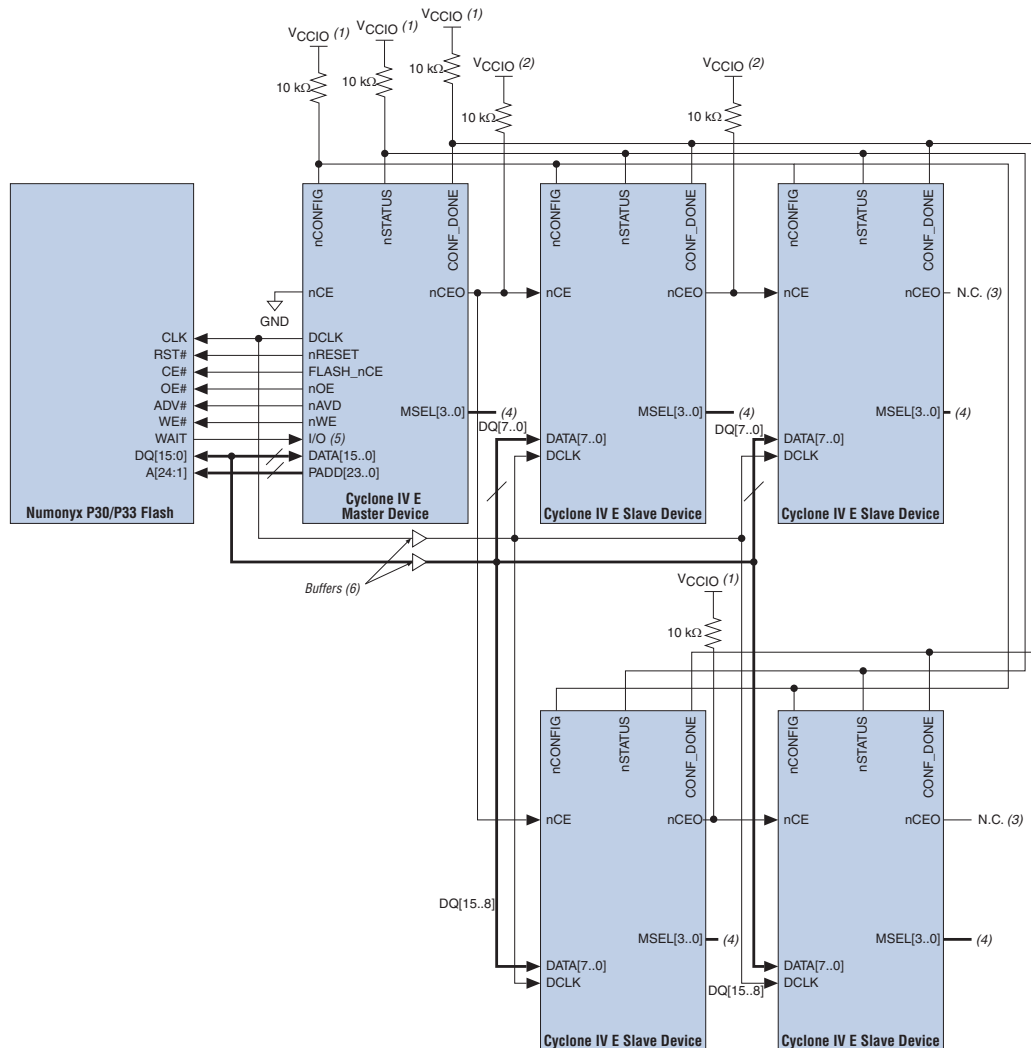 VCCIO (1)
VCCIO (1)
VCCIO (1)
10 kΩ
10 kΩ
10 kΩ
VCCIO (2)
10 kΩ
VCCIO (2)
10 kΩ
nCONFIG
nSTATUS
CONF_DONE
nCONFIG
nSTATUS
CONF_DONE
nCONFIG
nSTATUS
CONF_DONE
nCE
nCEO
nCE
nCEO
nCE
nCEO
N.C. (3)
GND
CLK
RST#
CE#
OE#
ADV#
WE#
WAIT
DQ[15:0]
A[24:1]
Numonyx P30/P33 Flash
DCLK
nRESET
FLASH_nCE
nOE
nAVD
nWE
I/O (5)
DATA[15..0]
PADD[23..0]
MSEL[3..0]
(4)
Cyclone IV E
Master Device
DQ[7..0]
DATA[7..0]
DCLK
MSEL[3..0]
(4)
Cyclone IV E Slave Device
DQ[7..0]
DATA[7..0]
DCLK
MSEL[3..0]
(4)
Cyclone IV E Slave Device
Buffers (6)
VCCIO (1)
10 kΩ
nCONFIG
nSTATUS
CONF_DONE
nCONFIG
nSTATUS
CONF_DONE
nCE
nCEO
nCE
nCEO
N.C. (3)
DQ[15..8]
MSEL[3..0]
(4)
DATA[7..0]
DCLK
Cyclone IV E Slave Device
DQ[15..8]
MSEL[3..0]
(4)
DATA[7..0]
DCLK
Cyclone IV E Slave Device